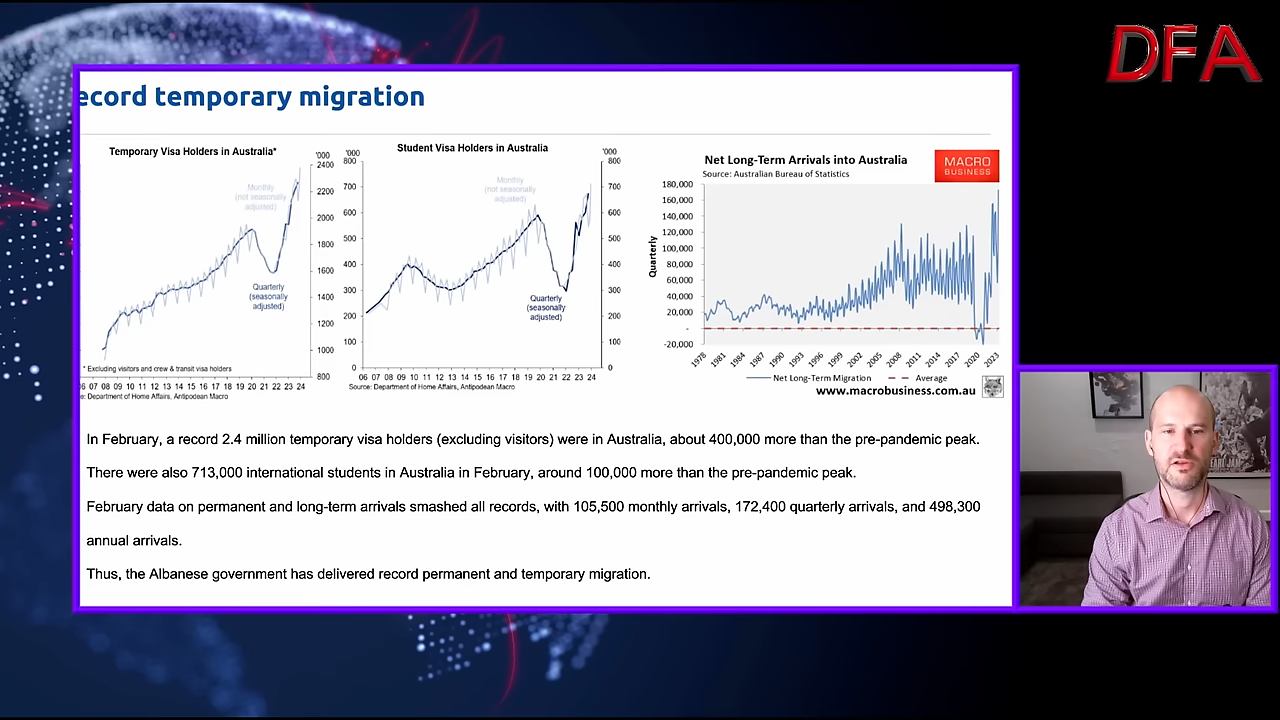 DFA
ecord temporary migration
Temporary Visa Holders in Australia*
'000
2400
2200
2000
1800
1600
1400
1200
1000
800
Monthly
(not seasonally
adjusted)
Quarterly
(seasonally
adjusted)
* Excluding visitors and crew & transit visa holders
06 07 08 09 10 11 12 13 14 15 16 17 18 19 20 21 22 23 24
e: Department of Home Affairs, Antipodean Macro
Student Visa Holders in Australia
'000
800
700
600
500
400
300
200
100
0
Monthly
(not seasonally
adjusted)
Quarterly
(seasonally
adjusted)
'000
800
700
600
500
400
300
200
100
0
06 07 08 09 10 11 12 13 14 15 16 17 18 19 20 21 22 23 24
Source: Department of Home Affairs, Antipodean Macro
Net Long-Term Arrivals into Australia
Source: Australian Bureau of Statistics
MACRO
BUSINESS
Quarterly
180,000
160,000
140,000
120,000
100,000
80,000
60,000
40,000
20,000
-
-20,000
1978 1981 1984 1987 1990 1993 1996 1999 2002 2005 2008 2011 2014 2017 2020 2023
Net Long-Term Migration Average
www.macrobusiness.com.au
In February, a record 2.4 million temporary visa holders (excluding visitors) were in Australia, about 400,000 more than the pre-pandemic peak.
There were also 713,000 international students in Australia in February, around 100,000 more than the pre-pandemic peak.
February data on permanent and long-term arrivals smashed all records, with 105,500 monthly arrivals, 172,400 quarterly arrivals, and 498,300
annual arrivals.
Thus, the Albanese government has delivered record permanent and temporary migration.
PEARL JAM